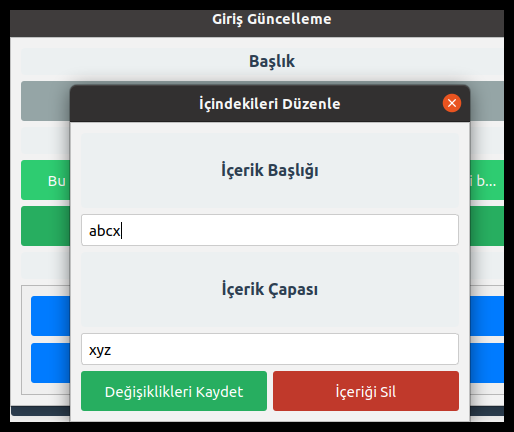 Giriş Güncelleme
Başlık
İçindekileri Düzenle
İçerik Başlığı
Bu
i b...
abcx
İçerik Çapası
xyz
Değişiklikleri Kaydet
İçeriği Sil